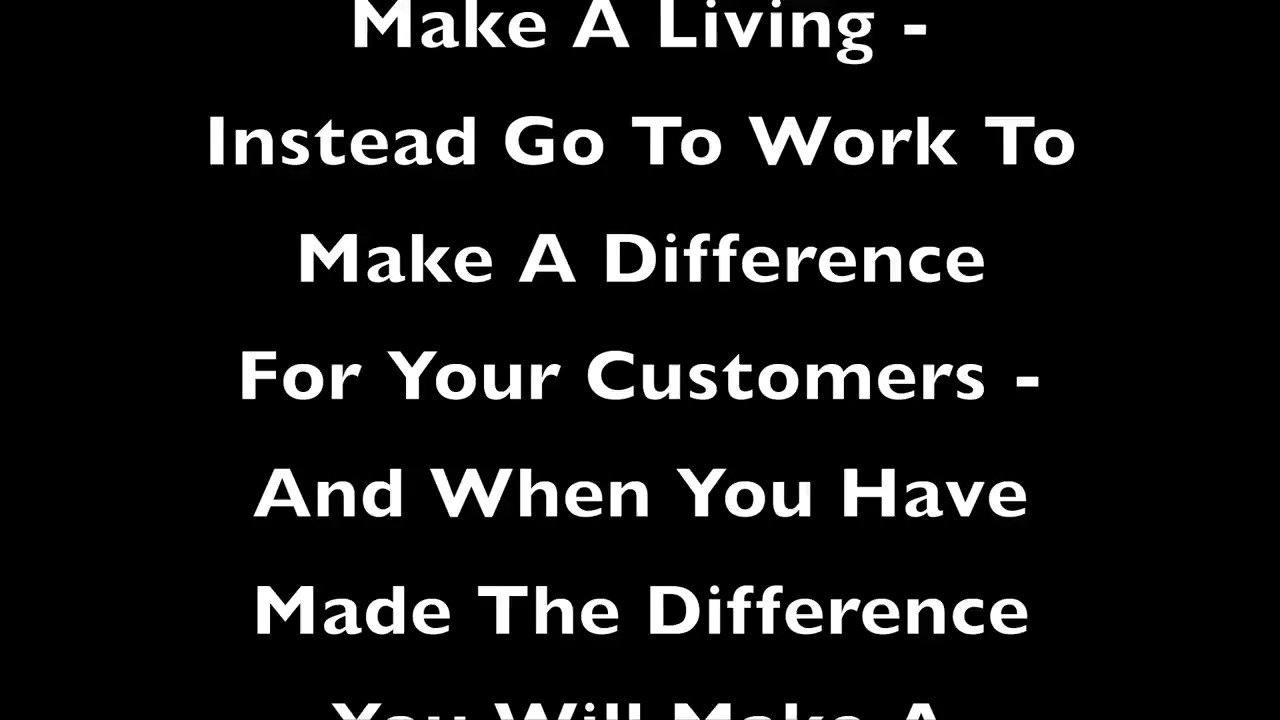 Make A Living -
Instead Go To Work To
Make A Difference
For Your Customers -
And When You Have
Made The Difference
You Will Make A